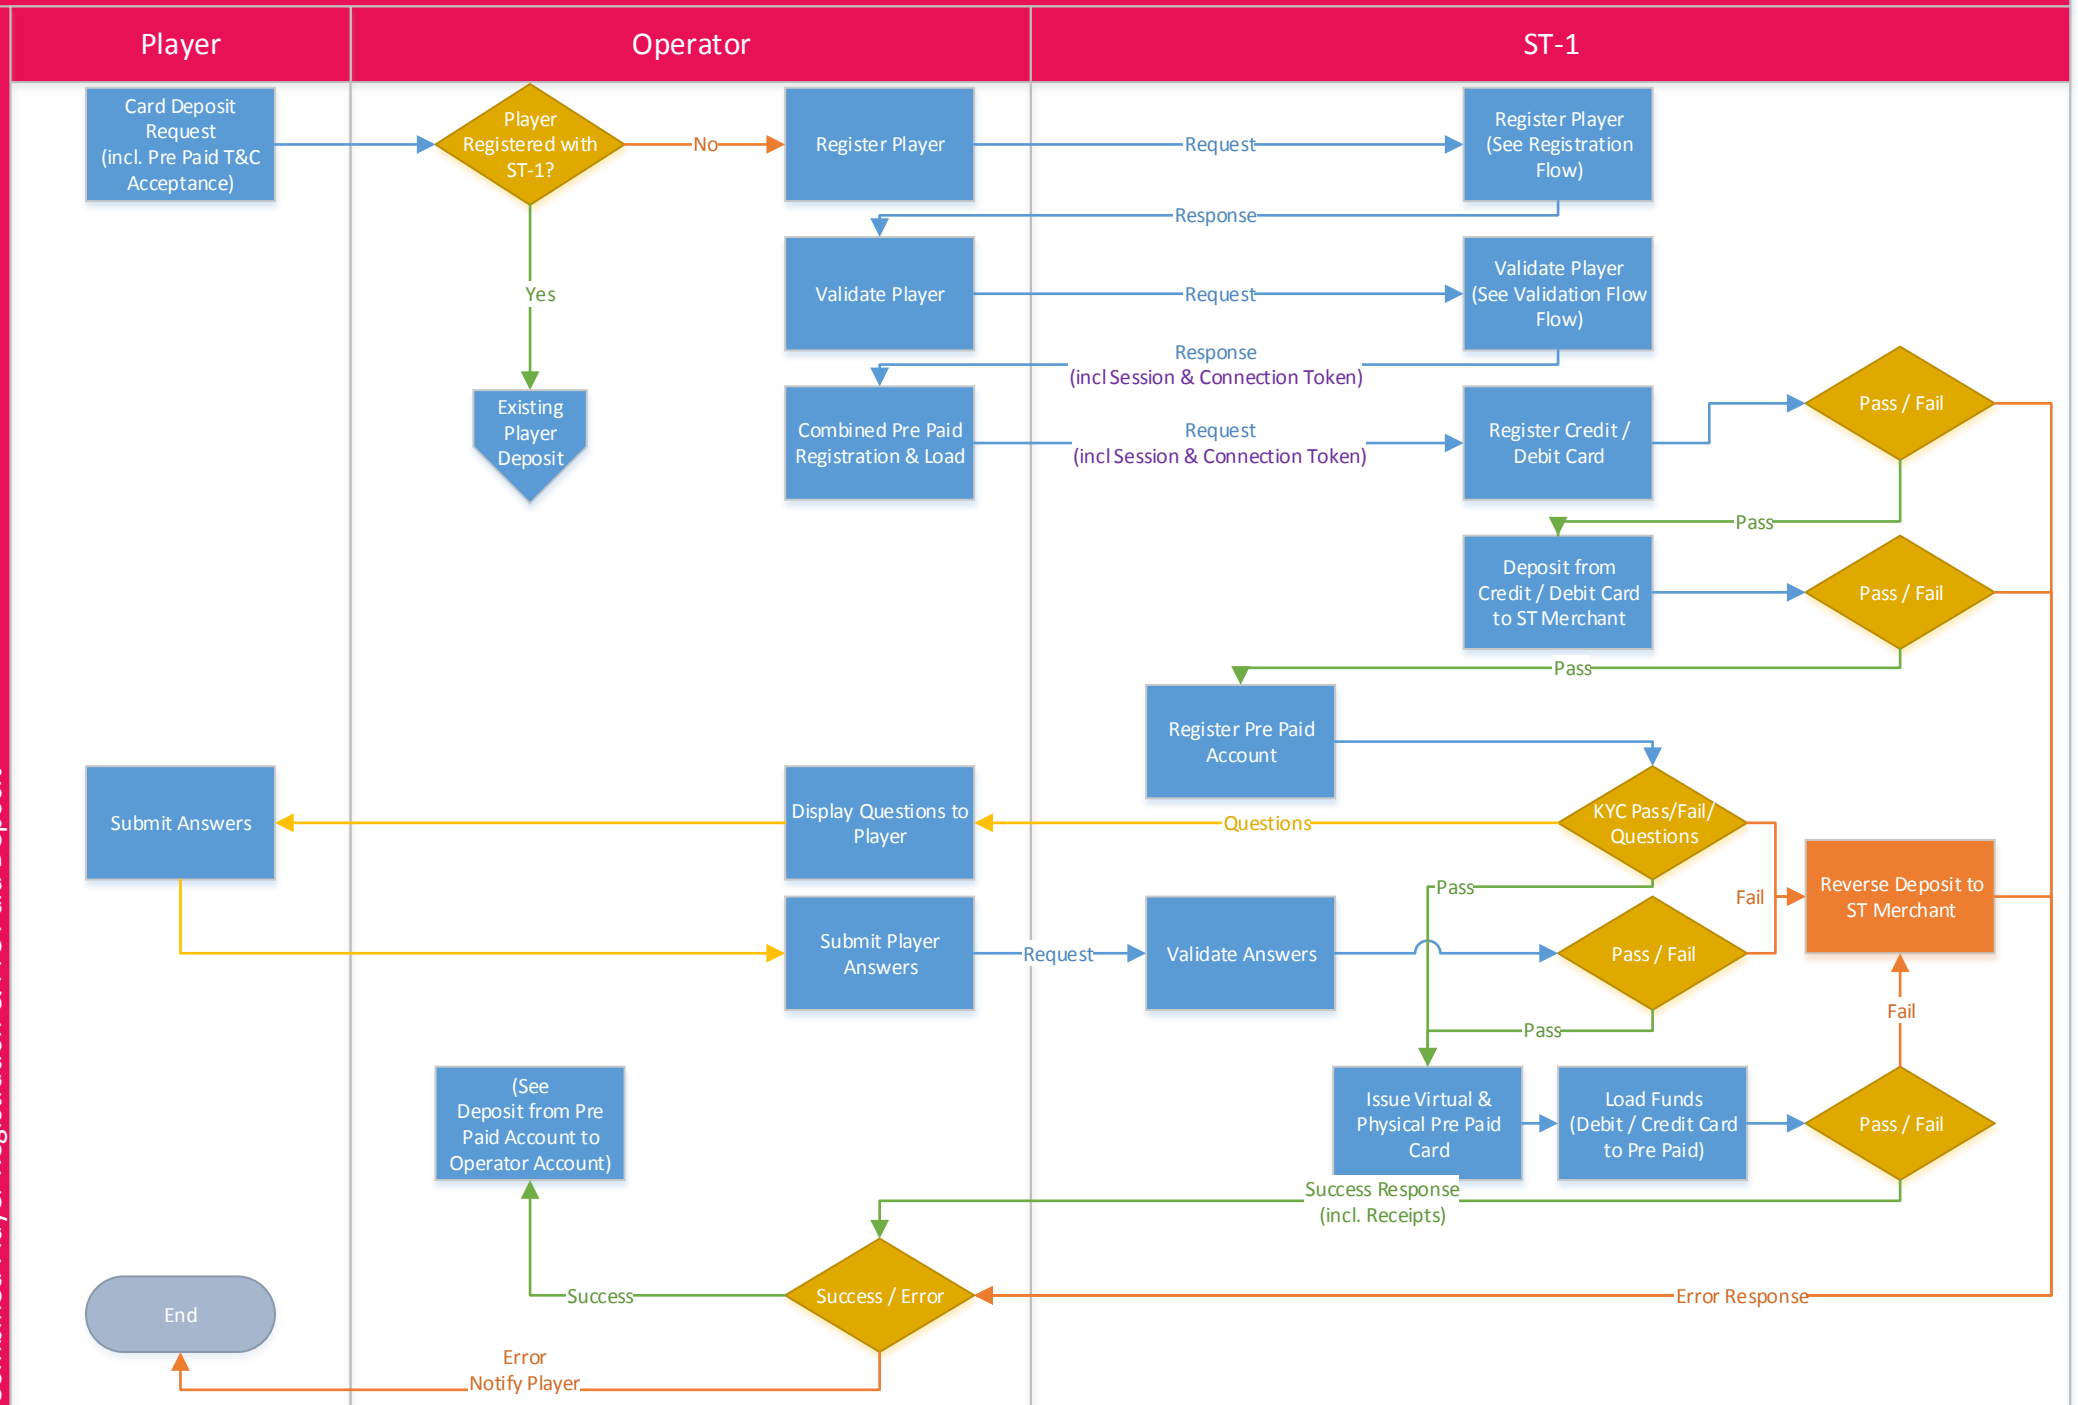 Player
Operator
ST-1
Card Deposit
Request
(incl. Pre Paid T&C
Acceptance)
Player
Registered with
ST-1?
No
Register Player
Request
Register Player
(See Registration
Flow)
Response
Yes
Validate Player
Request
Validate Player
(See Validation Flow
Flow)
Response
(incl Session & Connection Token)
Existing
Player
Deposit
Combined Pre Paid
Registration & Load
Request
(incl Session & Connection Token)
Register Credit /
Debit Card
Pass / Fail
Pass
Deposit from
Credit / Debit Card
to ST Merchant
Pass / Fail
Pass
Register Pre Paid
Account
Submit Answers
Display Questions to
Player
Questions
KYC Pass/Fail/
Questions
Pass
Fail
Reverse Deposit to
ST Merchant
Submit Player
Answers
Request
Validate Answers
Pass / Fail
Pass
Fail
(See
Deposit from Pre
Paid Account to
Operator Account)
Issue Virtual &
Physical Pre Paid
Card
Load Funds
(Debit / Credit Card
to Pre Paid)
Pass / Fail
Success Response
(incl. Receipts)
End
Success
Success / Error
Error Response
Error
Notify Player